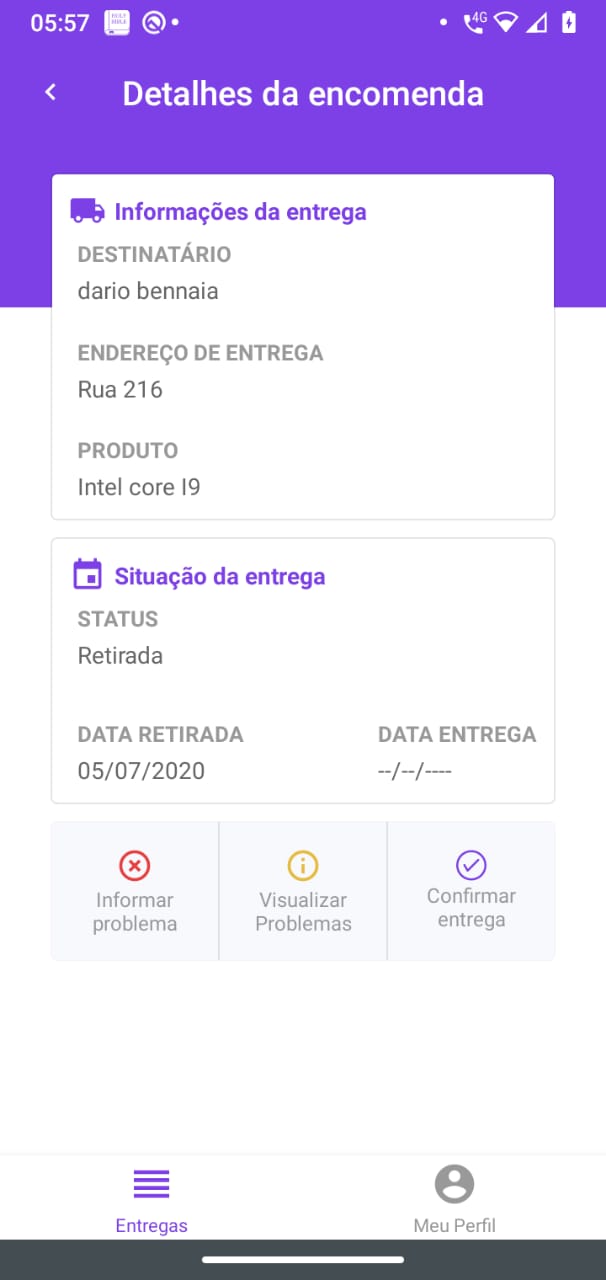 05:57
4G
Detalhes da encomenda
Informações da entrega
DESTINATÁRIO
dario bennaia
ENDEREÇO DE ENTREGA
Rua 216
PRODUTO
Intel core I9
Situação da entrega
STATUS
Retirada
DATA RETIRADA
DATA ENTREGA
05/07/2020
--/--/----
Informar
problema
Visualizar
Problemas
Confirmar
entrega
Entregas
Meu Perfil